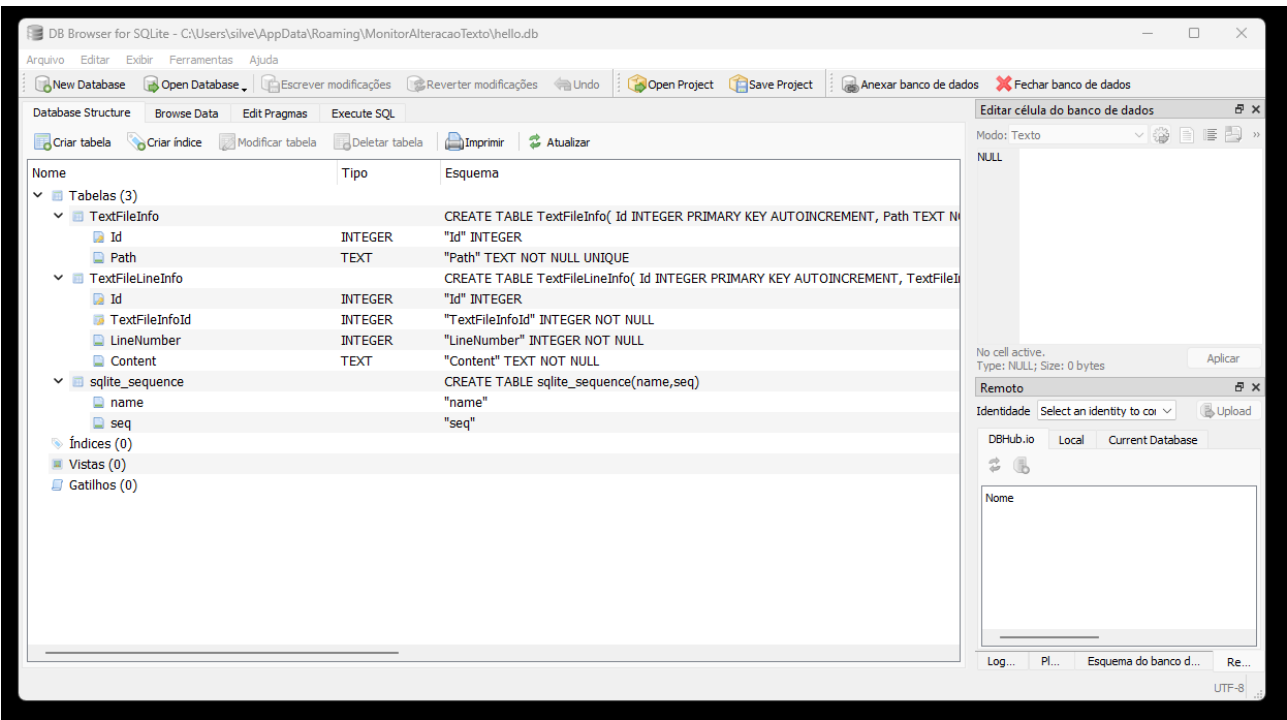 DB Browser for SQLite - C:\Users\silve\AppData\Roaming\MonitorAlteracaoTexto\hello.db
Arquivo Editar Exibir Ferramentas Ajuda
New Database Open Database Escrever modificações Reverter modificações Undo Open Project Save Project Anexar banco de dados Fechar banco de dados
Database Structure Browse Data Edit Pragmas Execute SQL
Criar tabela Criar índice Modificar tabela Deletar tabela Imprimir Atualizar
Nome Tipo Esquema
Tabelas (3)
TextFileInfo CREATE TABLE TextFileInfo( Id INTEGER PRIMARY KEY AUTOINCREMENT, Path TEXT
Id INTEGER "Id" INTEGER
Path TEXT "Path" TEXT NOT NULL UNIQUE
TextFileLineInfo CREATE TABLE TextFileLineInfo( Id INTEGER PRIMARY KEY AUTOINCREMENT,
Id INTEGER "Id" INTEGER
TextFileInfoId INTEGER "TextFileInfoId" INTEGER NOT NULL
LineNumber INTEGER "LineNumber" INTEGER NOT NULL
Content TEXT "Content" TEXT NOT NULL
sqlite_sequence CREATE TABLE sqlite_sequence(name,seq)
name "name"
seq "seq"
Índices (0)
Vistas (0)
Gatilhos (0)
Editar célula do banco de dados
Modo: Texto
NULL
No cell active.
Type: NULL; Size: 0 bytes
Aplicar
Remoto
Identidade Select an identity to Upload
DBHub.io Local Current Database
Nome
Log... Pl... Esquema do banco d... Re...
UTF-8